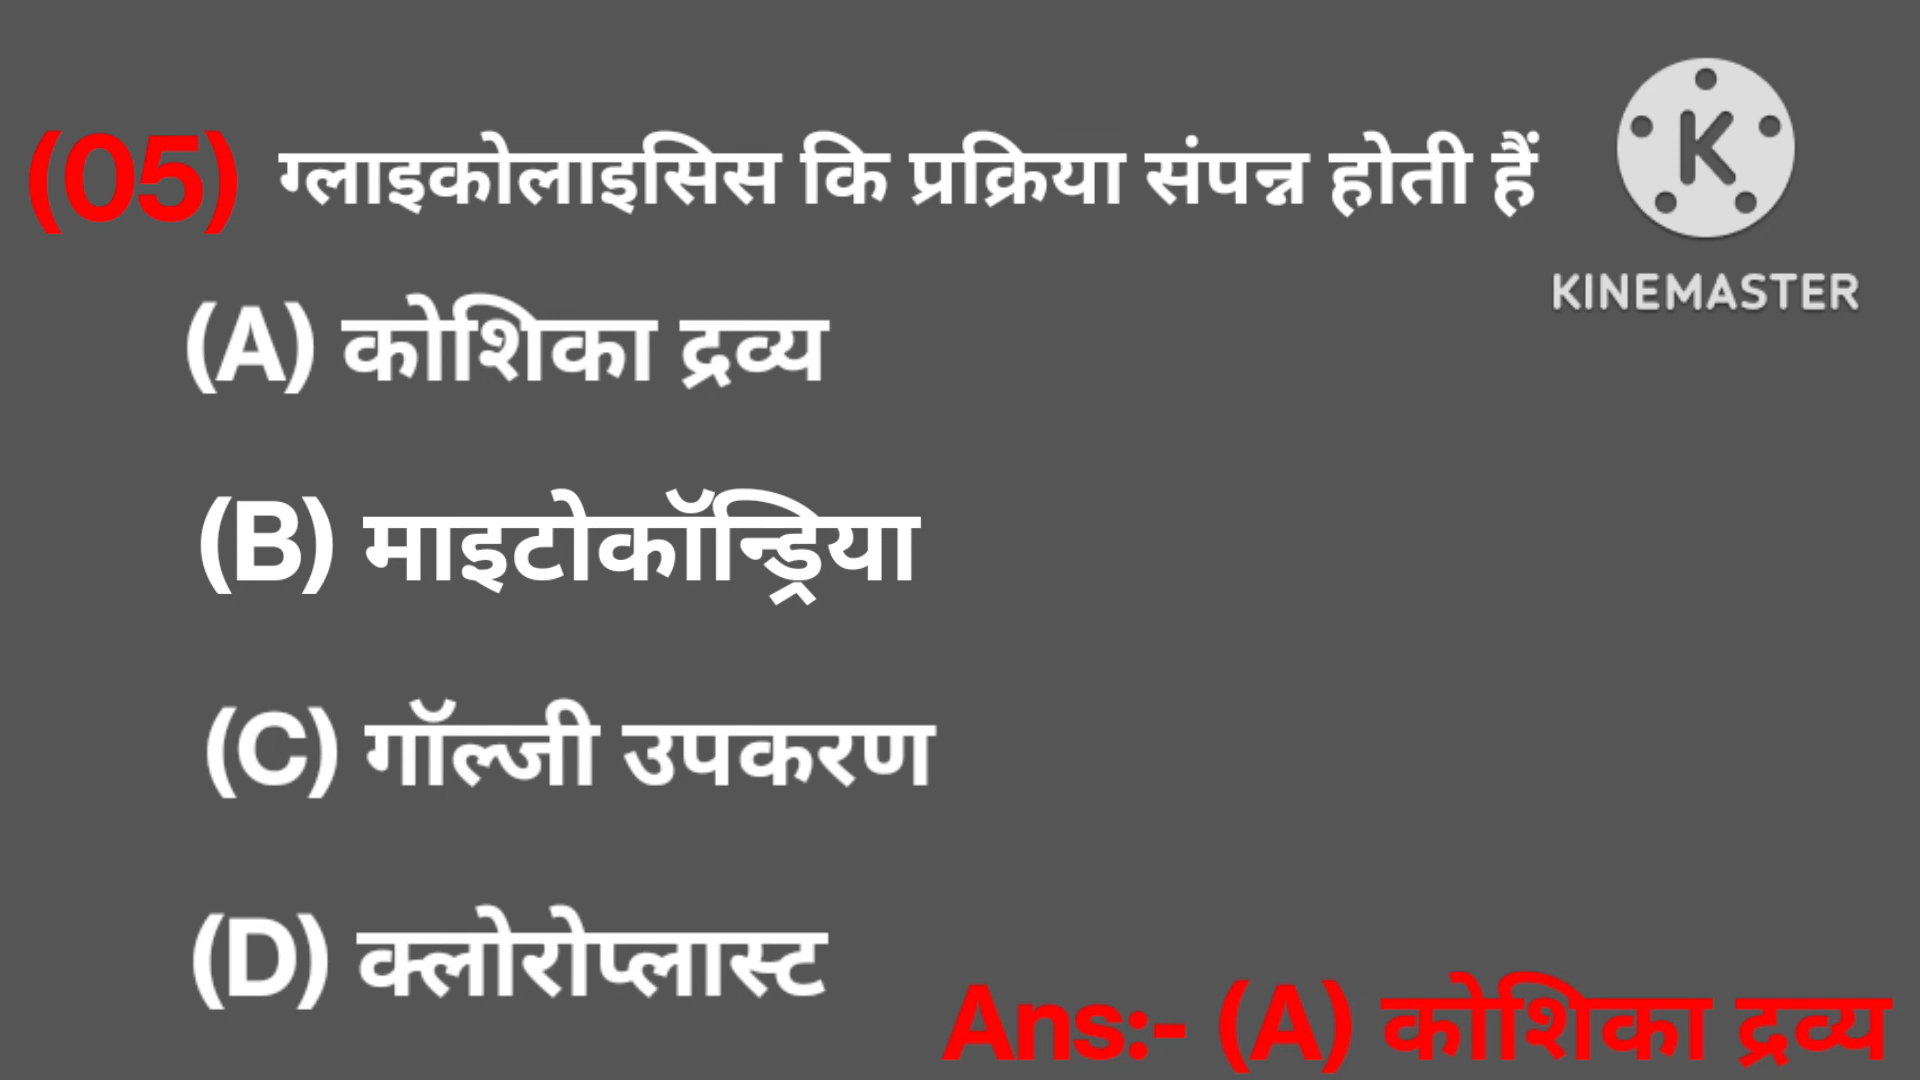 (05) ग्लाइकोलाइसिस कि प्रक्रिया संपन्न होती हैं
K
KINEMASTER
(A) कोशिका द्रव्य
(B) माइटोकॉन्ड्रिया
(C) गॉल्जी उपकरण
(D) क्लोरोप्लास्ट
Ans:- (A) कोशिका द्रव्य